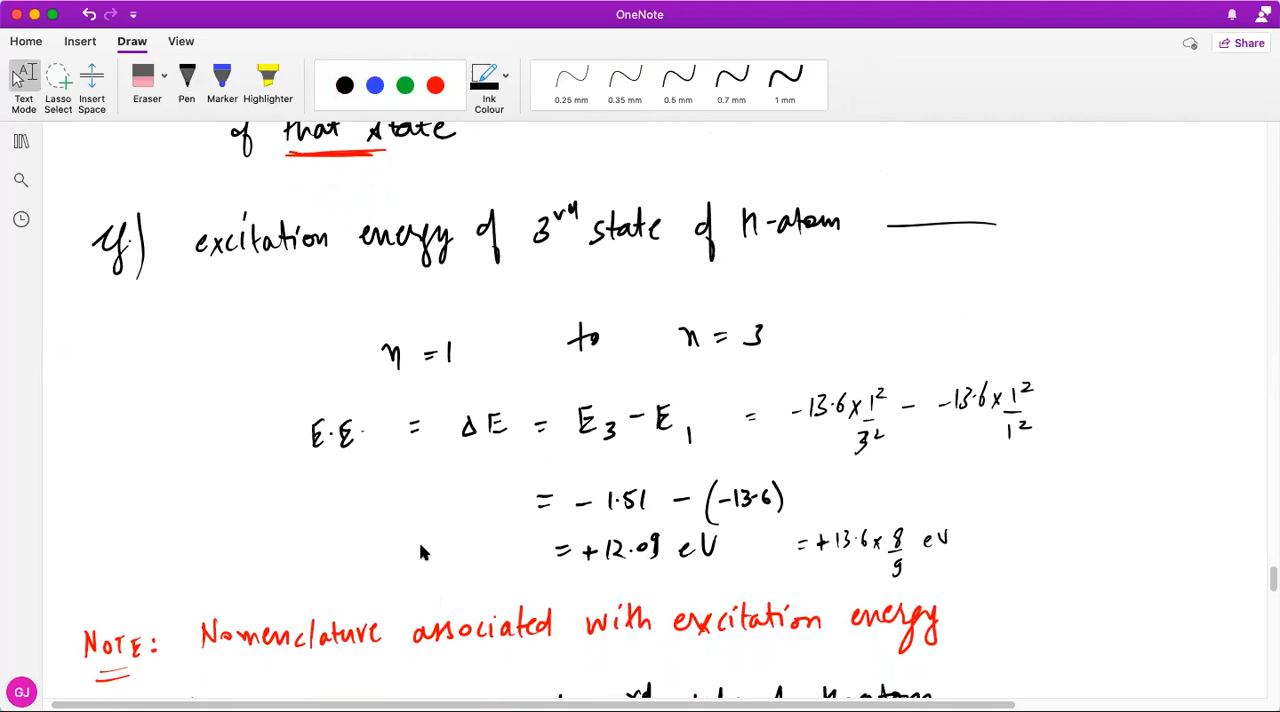 OneNote
Home Insert Draw View
Share
Text Mode
Lasso Select
Insert Space
Eraser
Pen
Marker
Highlighter
Ink Colour
0.25 mm
0.35 mm
0.5 mm
0.7 mm
1 mm
of that state
excitation energy of 3rd state of H-atom
n = 1 to n = 3
E.E. = ΔE = E3 - E1 = -13.6 x 1²/3² - -13.6 x 1²/1²
= - 1.51 - (-13.6)
= + 12.09 eV = +13.6 x 8/9 eV
NOTE: Nomenclature associated with excitation energy
GJ